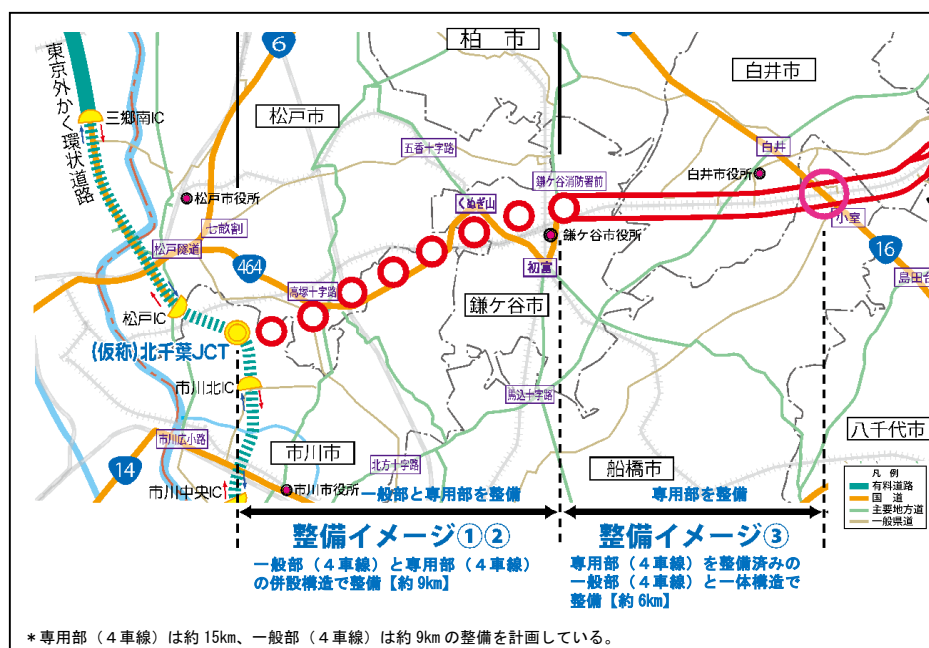 柏 市
6
白井市
東京外かく環状道路
三郷南IC
松戸市
五香十字路
白井
白井市役所
鎌ケ谷消防署前
松戸市役所
くぬぎ山
七畝割
小室
鎌ケ谷市役所
松戸隧道
初富
16
464
高塚十字路
島田台
鎌ケ谷市
松戸IC
(仮称)北千葉JCT
市川北IC
馬込十字路
八千代市
市川広小路
市川市
北方十字路
船橋市
14
市川中央IC
市川市役所
凡 例
有料道路
国 道
主要地方道
一般県道
一般部と専用部を整備
専用部を整備
整備イメージ①②
整備イメージ③
一般部（４車線）と専用部（４車線）
の併設構造で整備【約9km】
専用部（４車線）を整備済みの
一般部（４車線）と一体構造で
整備【約6km】
＊専用部（４車線）は約 15km、一般部（４車線）は約 9km の整備を計画している。